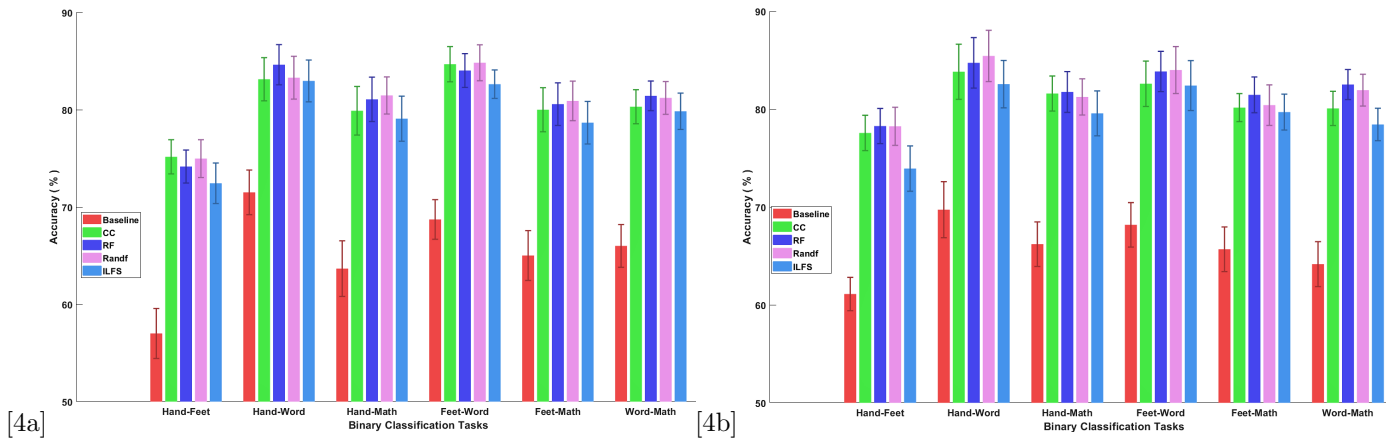 90
80
70
60
50
Accuracy ( % )
Baseline
CC
RF
Randf
ILFS
Hand-Feet
Hand-Word
Hand-Math
Feet-Word
Feet-Math
Word-Math
Binary Classification Tasks
[4a]
90
80
70
60
50
Accuracy ( % )
Baseline
CC
RF
Randf
ILFS
Hand-Feet
Hand-Word
Hand-Math
Feet-Word
Feet-Math
Word-Math
Binary Classification Tasks
[4b]